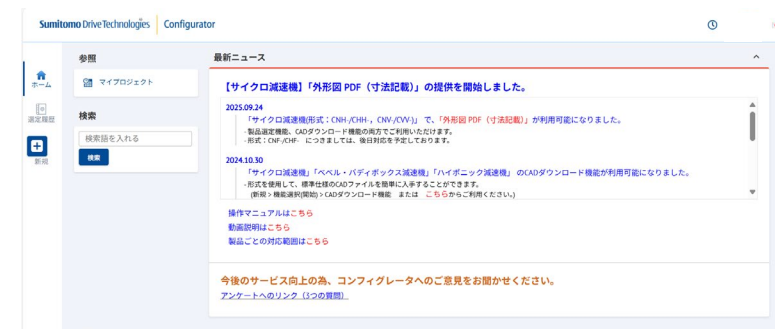 Sumitomo Drive Technologies Configurator
参照
マイプロジェクト
検索
検索語を入れる
検索
ホーム
選定履歴
新規
最新ニュース
【サイクロ減速機】「外形図 PDF（寸法記載）」の提供を開始しました。
2025.09.24
「サイクロ減速機(形式：CNH-/CHH-，CNV-/CVV-)」 で、「外形図 PDF（寸法記載）」が利用可能になりました。
- 製品選定機能、CADダウンロード機能の両方でご利用いただけます。
- 形式：CNF-/CHF- につきましては、後日対応を予定しております。
2024.10.30
「サイクロ減速機」「ベベル・バディボックス減速機」「ハイポニック減速機」 のCADダウンロード機能が利用可能になりました。
- 形式を使用して、標準仕様のCADファイルを簡単に入手することができます。
(新規 > 機能選択(開始) > CADダウンロード機能 または こちらからご利用ください。)
操作マニュアルはこちら
動画説明はこちら
製品ごとの対応範囲はこちら
今後のサービス向上の為、コンフィグレータへのご意見をお聞かせください。
アンケートへのリンク（3つの質問）